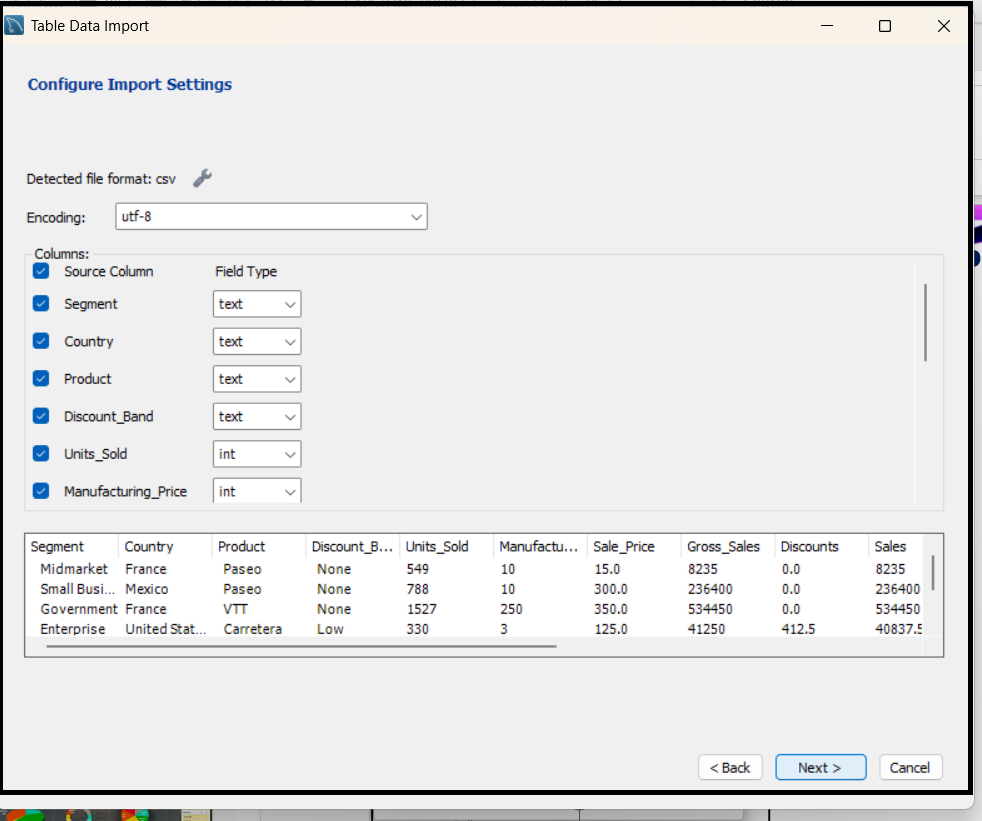 Table Data Import
Configure Import Settings
Detected file format: csv
Encoding: utf-8
Columns:
Source Column Field Type
Segment text
Country text
Product text
Discount_Band text
Units_Sold int
Manufacturing_Price int
Segment Country Product Discount_B... Units_Sold Manufactu... Sale_Price Gross_Sales Discounts Sales
Midmarket France Paseo None 549 10 15.0 8235 0.0 8235
Small Busi... Mexico Paseo None 788 10 300.0 236400 0.0 236400
Government France VTT None 1527 250 350.0 534450 0.0 534450
Enterprise United Stat... Carretera Low 330 3 125.0 41250 412.5 40837.5
< Back Next > Cancel